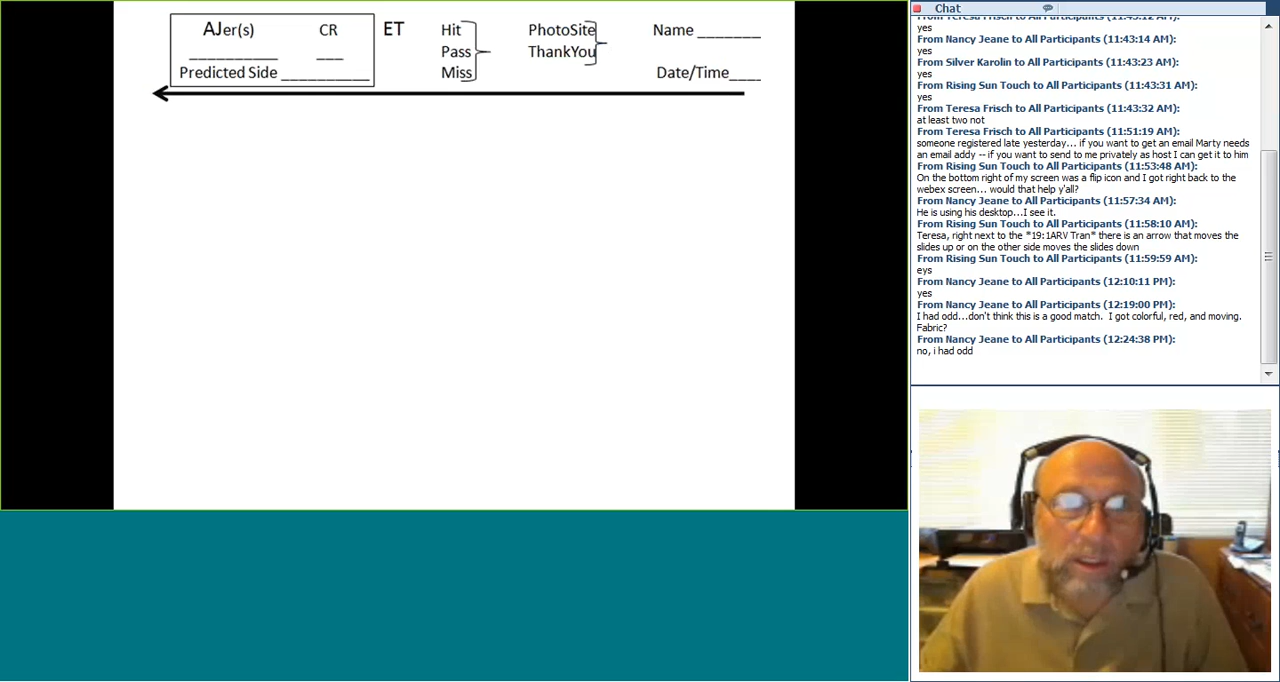 AJer(s) CR ET Hit PhotoSite Name _______
__________ ___ Pass ThankYou
Predicted Side __________ Miss Date/Time____
Chat
From Teresa Frisch to All Participants (11:43:12 AM):
yes
From Nancy Jeane to All Participants (11:43:14 AM):
yes
From Silver Karolin to All Participants (11:43:23 AM):
yes
From Rising Sun Touch to All Participants (11:43:31 AM):
yes
From Teresa Frisch to All Participants (11:43:32 AM):
at least two not
From Teresa Frisch to All Participants (11:51:19 AM):
someone registered late yesterday... if you want to get an email Marty needs
an email addy -- if you want to send to me privately as host I can get it to him
From Rising Sun Touch to All Participants (11:53:48 AM):
On the bottom right of my screen was a flip icon and I got right back to the
webex screen... would that help y'all?
From Nancy Jeane to All Participants (11:57:34 AM):
He is using his desktop...I see it.
From Rising Sun Touch to All Participants (11:58:10 AM):
Teresa, right next to the "19:1ARV Tran" there is an arrow that moves the
slides up or on the other side moves the slides down
From Rising Sun Touch to All Participants (11:59:59 AM):
eys
From Nancy Jeane to All Participants (12:10:11 PM):
yes
From Nancy Jeane to All Participants (12:19:00 PM):
I had odd...don't think this is a good match. I got colorful, red, and moving.
Fabric?
From Nancy Jeane to All Participants (12:24:38 PM):
no, i had odd